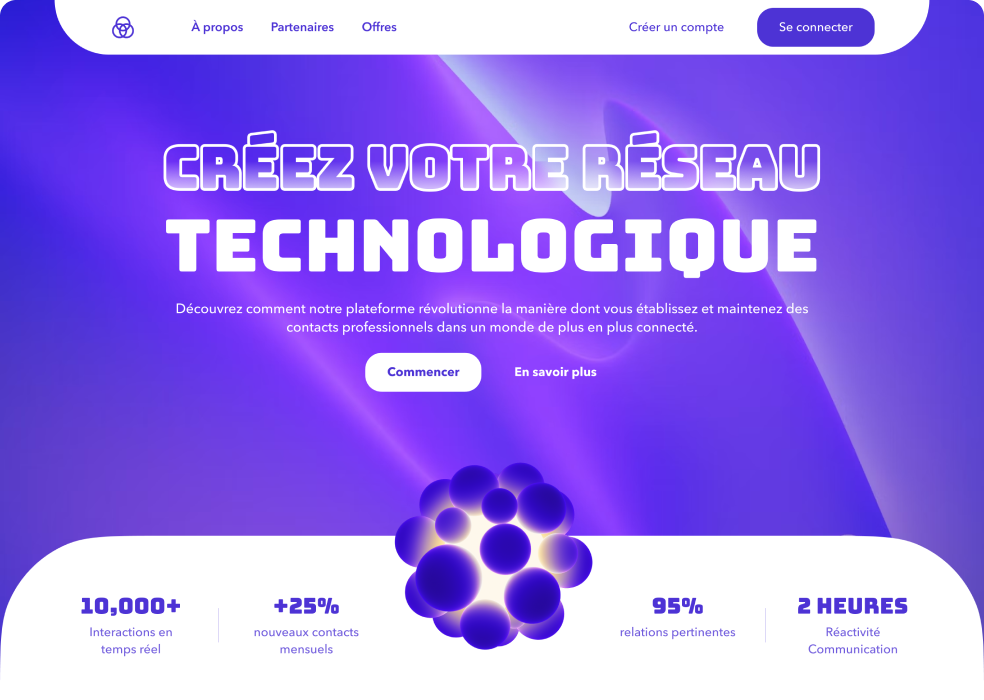 À propos
Partenaires
Offres
Créer un compte
Se connecter
CRÉEZ VOTRE RÉSEAU
TECHNOLOGIQUE
Découvrez comment notre plateforme révolutionne la manière dont vous établissez et maintenez des
contacts professionnels dans un monde de plus en plus connecté.
Commencer
En savoir plus
10,000+
Interactions en
temps réel
+25%
nouveaux contacts
mensuels
95%
relations pertinentes
2 HEURES
Réactivité
Communication